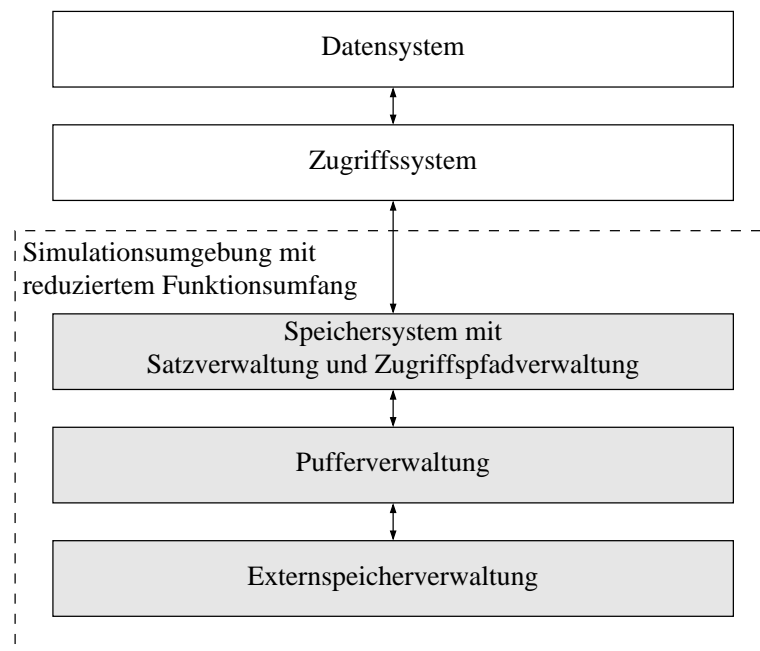 Datensystem
Zugriffssystem
Simulationsumgebung mit
reduziertem Funktionsumfang
Speichersystem mit
Satzverwaltung und Zugriffspfadverwaltung
Pufferverwaltung
Externspeicherverwaltung